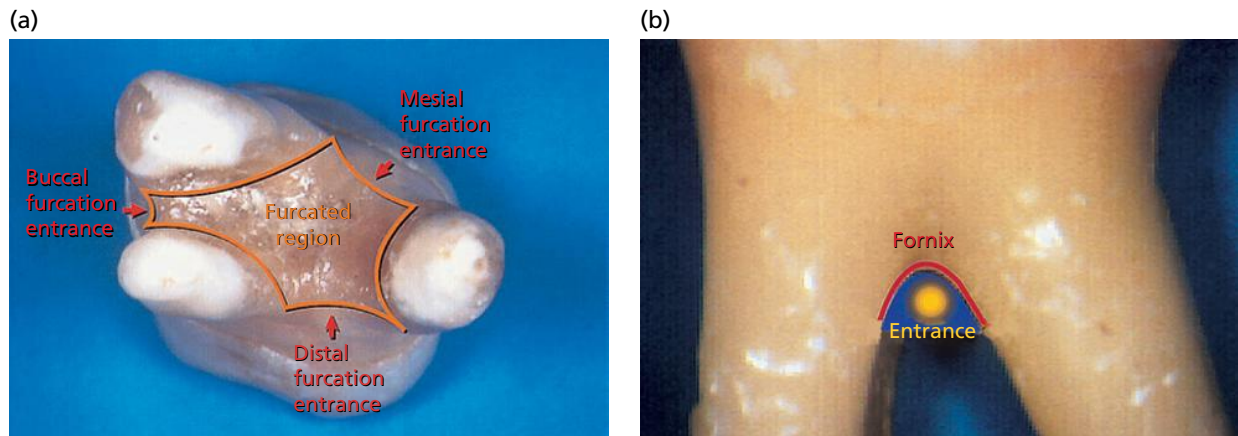 (a)
Mesial
furcation
entrance
Buccal
furcation
entrance
Furcated
region
Distal
furcation
entrance
(b)
Fornix
Entrance